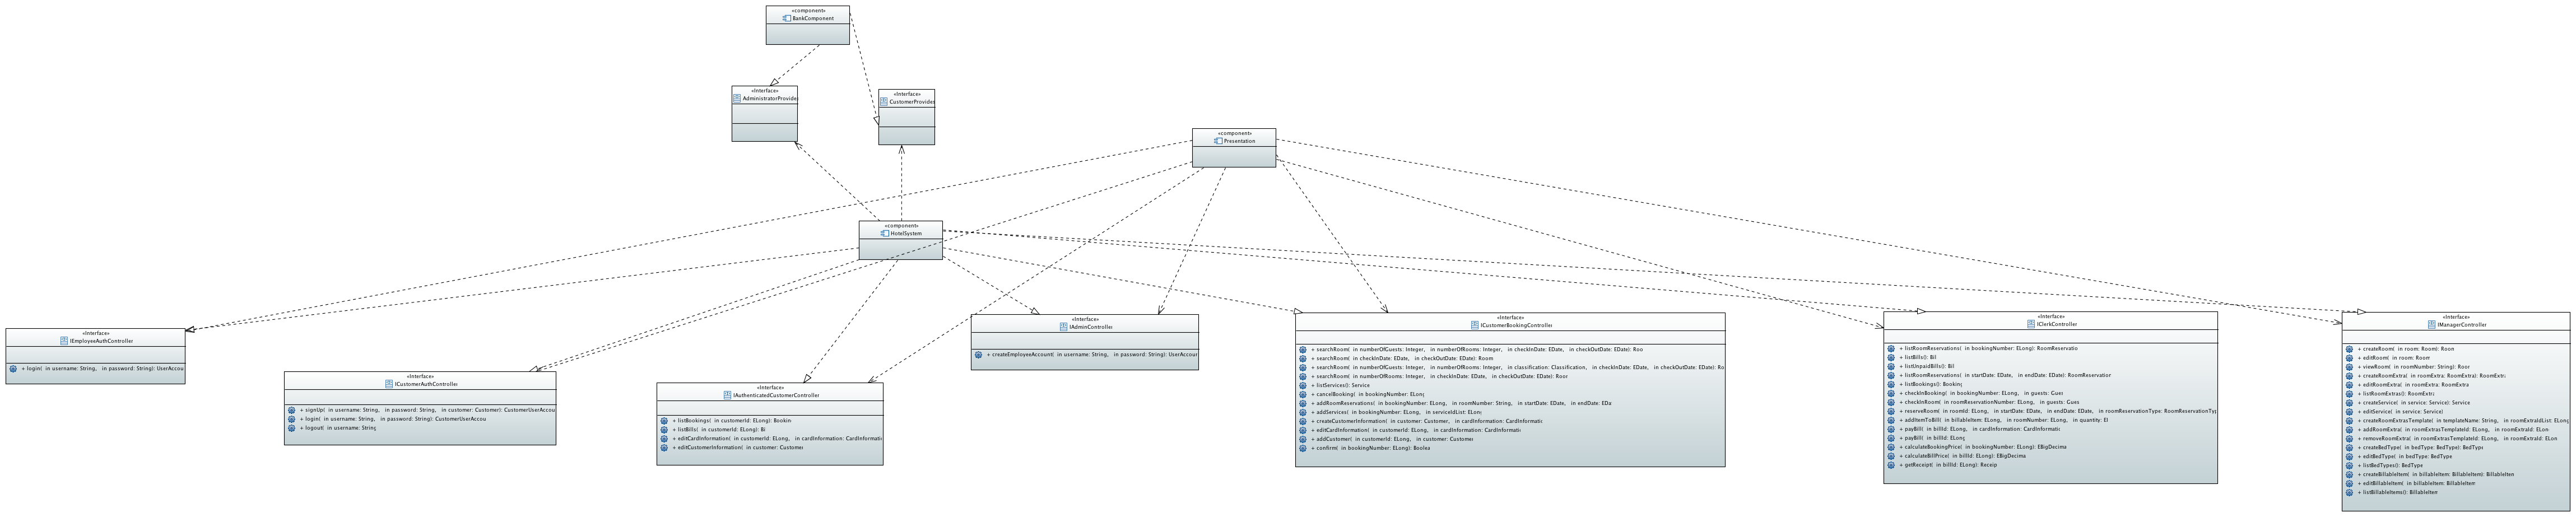 «component»
BankComponent
«Interface»
AdministratorProvider
«Interface»
CustomerProvider
«component»
Presentation
«component»
HotelSystem
«Interface»
IEmployeeAuthController
+ login( in username: String, in password: String): UserAccou
«Interface»
ICustomerAuthController
+ signUp( in username: String, in password: String, in customer: Customer): CustomerUserAccou
+ login( in username: String, in password: String): CustomerUserAccou
+ logout( in username: String
«Interface»
IAuthenticatedCustomerController
+ listBookings( in customerId: ELong): Bookin
+ listBills( in customerId: ELong): Bi
+ editCardInformation( in customerId: ELong, in cardInformation: CardInformati
+ editCustomerInformation( in customer: Customer
«Interface»
IAdminController
+ createEmployeeAccount( in username: String, in password: String): UserAccour
«Interface»
ICustomerBookingController
+ searchRoom( in numberOfGuests: Integer, in numberOfRooms: Integer, in checkInDate: EDate, in checkOutDate: EDate): Roo
+ searchRoom( in checkInDate: EDate, in checkOutDate: EDate): Room
+ searchRoom( in numberOfGuests: Integer, in numberOfRooms: Integer, in classification: Classification, in checkInDate: EDate, in checkOutDate: EDate): Ro
+ searchRoom( in numberOfRooms: Integer, in checkInDate: EDate, in checkOutDate: EDate): Roor
+ listServices(): Service
+ cancelBooking( in bookingNumber: ELong
+ addRoomReservations( in bookingNumber: ELong, in roomNumber: String, in startDate: EDate, in endDate: EDa
+ addServices( in bookingNumber: ELong, in serviceIdList: ELong
+ createCustomerInformation( in customer: Customer, in cardInformation: CardInformatic
+ editCardInformation( in customerId: ELong, in cardInformation: CardInformatic
+ addCustomer( in customerId: ELong, in customer: Customer
+ confirm( in bookingNumber: ELong): Boolea
«Interface»
IClerkController
+ listRoomReservations( in bookingNumber: ELong): RoomReservatio
+ listBills(): Bil
+ listUnpaidBills(): Bil
+ listRoomReservations( in startDate: EDate, in endDate: EDate): RoomReservation
+ listBookings(): Booking
+ checkInBooking( in bookingNumber: ELong, in guests: Gues
+ checkInRoom( in roomReservationNumber: ELong, in guests: Gues
+ reserveRoom( in roomId: ELong, in startDate: EDate, in endDate: EDate, in roomReservationType: RoomReservationTyp
+ addItemToBill( in billableItem: ELong, in roomNumber: ELong, in quantity: EI
+ payBill( in billId: ELong, in cardInformation: CardInformatic
+ payBill( in billId: ELong
+ calculateBookingPrice( in bookingNumber: ELong): EBigDecima
+ calculateBillPrice( in billId: ELong): EBigDecima
+ getReceipt( in billId: ELong): Receip
«Interface»
IManagerController
+ createRoom( in room: Room): Room
+ editRoom( in room: Room
+ viewRoom( in roomNumber: String): Roor
+ createRoomExtra( in roomExtra: RoomExtra): RoomExtra
+ editRoomExtra( in roomExtra: RoomExtra
+ listRoomExtras(): RoomExtra
+ createService( in service: Service): Service
+ editService( in service: Service)
+ createRoomExtrasTemplate( in templateName: String, in roomExtraIdList: ELong
+ addRoomExtra( in roomExtrasTemplateId: ELong, in roomExtraId: ELon
+ removeRoomExtra( in roomExtrasTemplateId: ELong, in roomExtraId: ELon
+ createBedType( in bedType: BedType): BedType
+ editBedType( in bedType: BedType
+ listBedTypes(): BedType
+ createBillableItem( in billableItem: BillableItem): BillableIten
+ editBillableItem( in billableItem: BillableItem
+ listBillableItems(): BillableItem